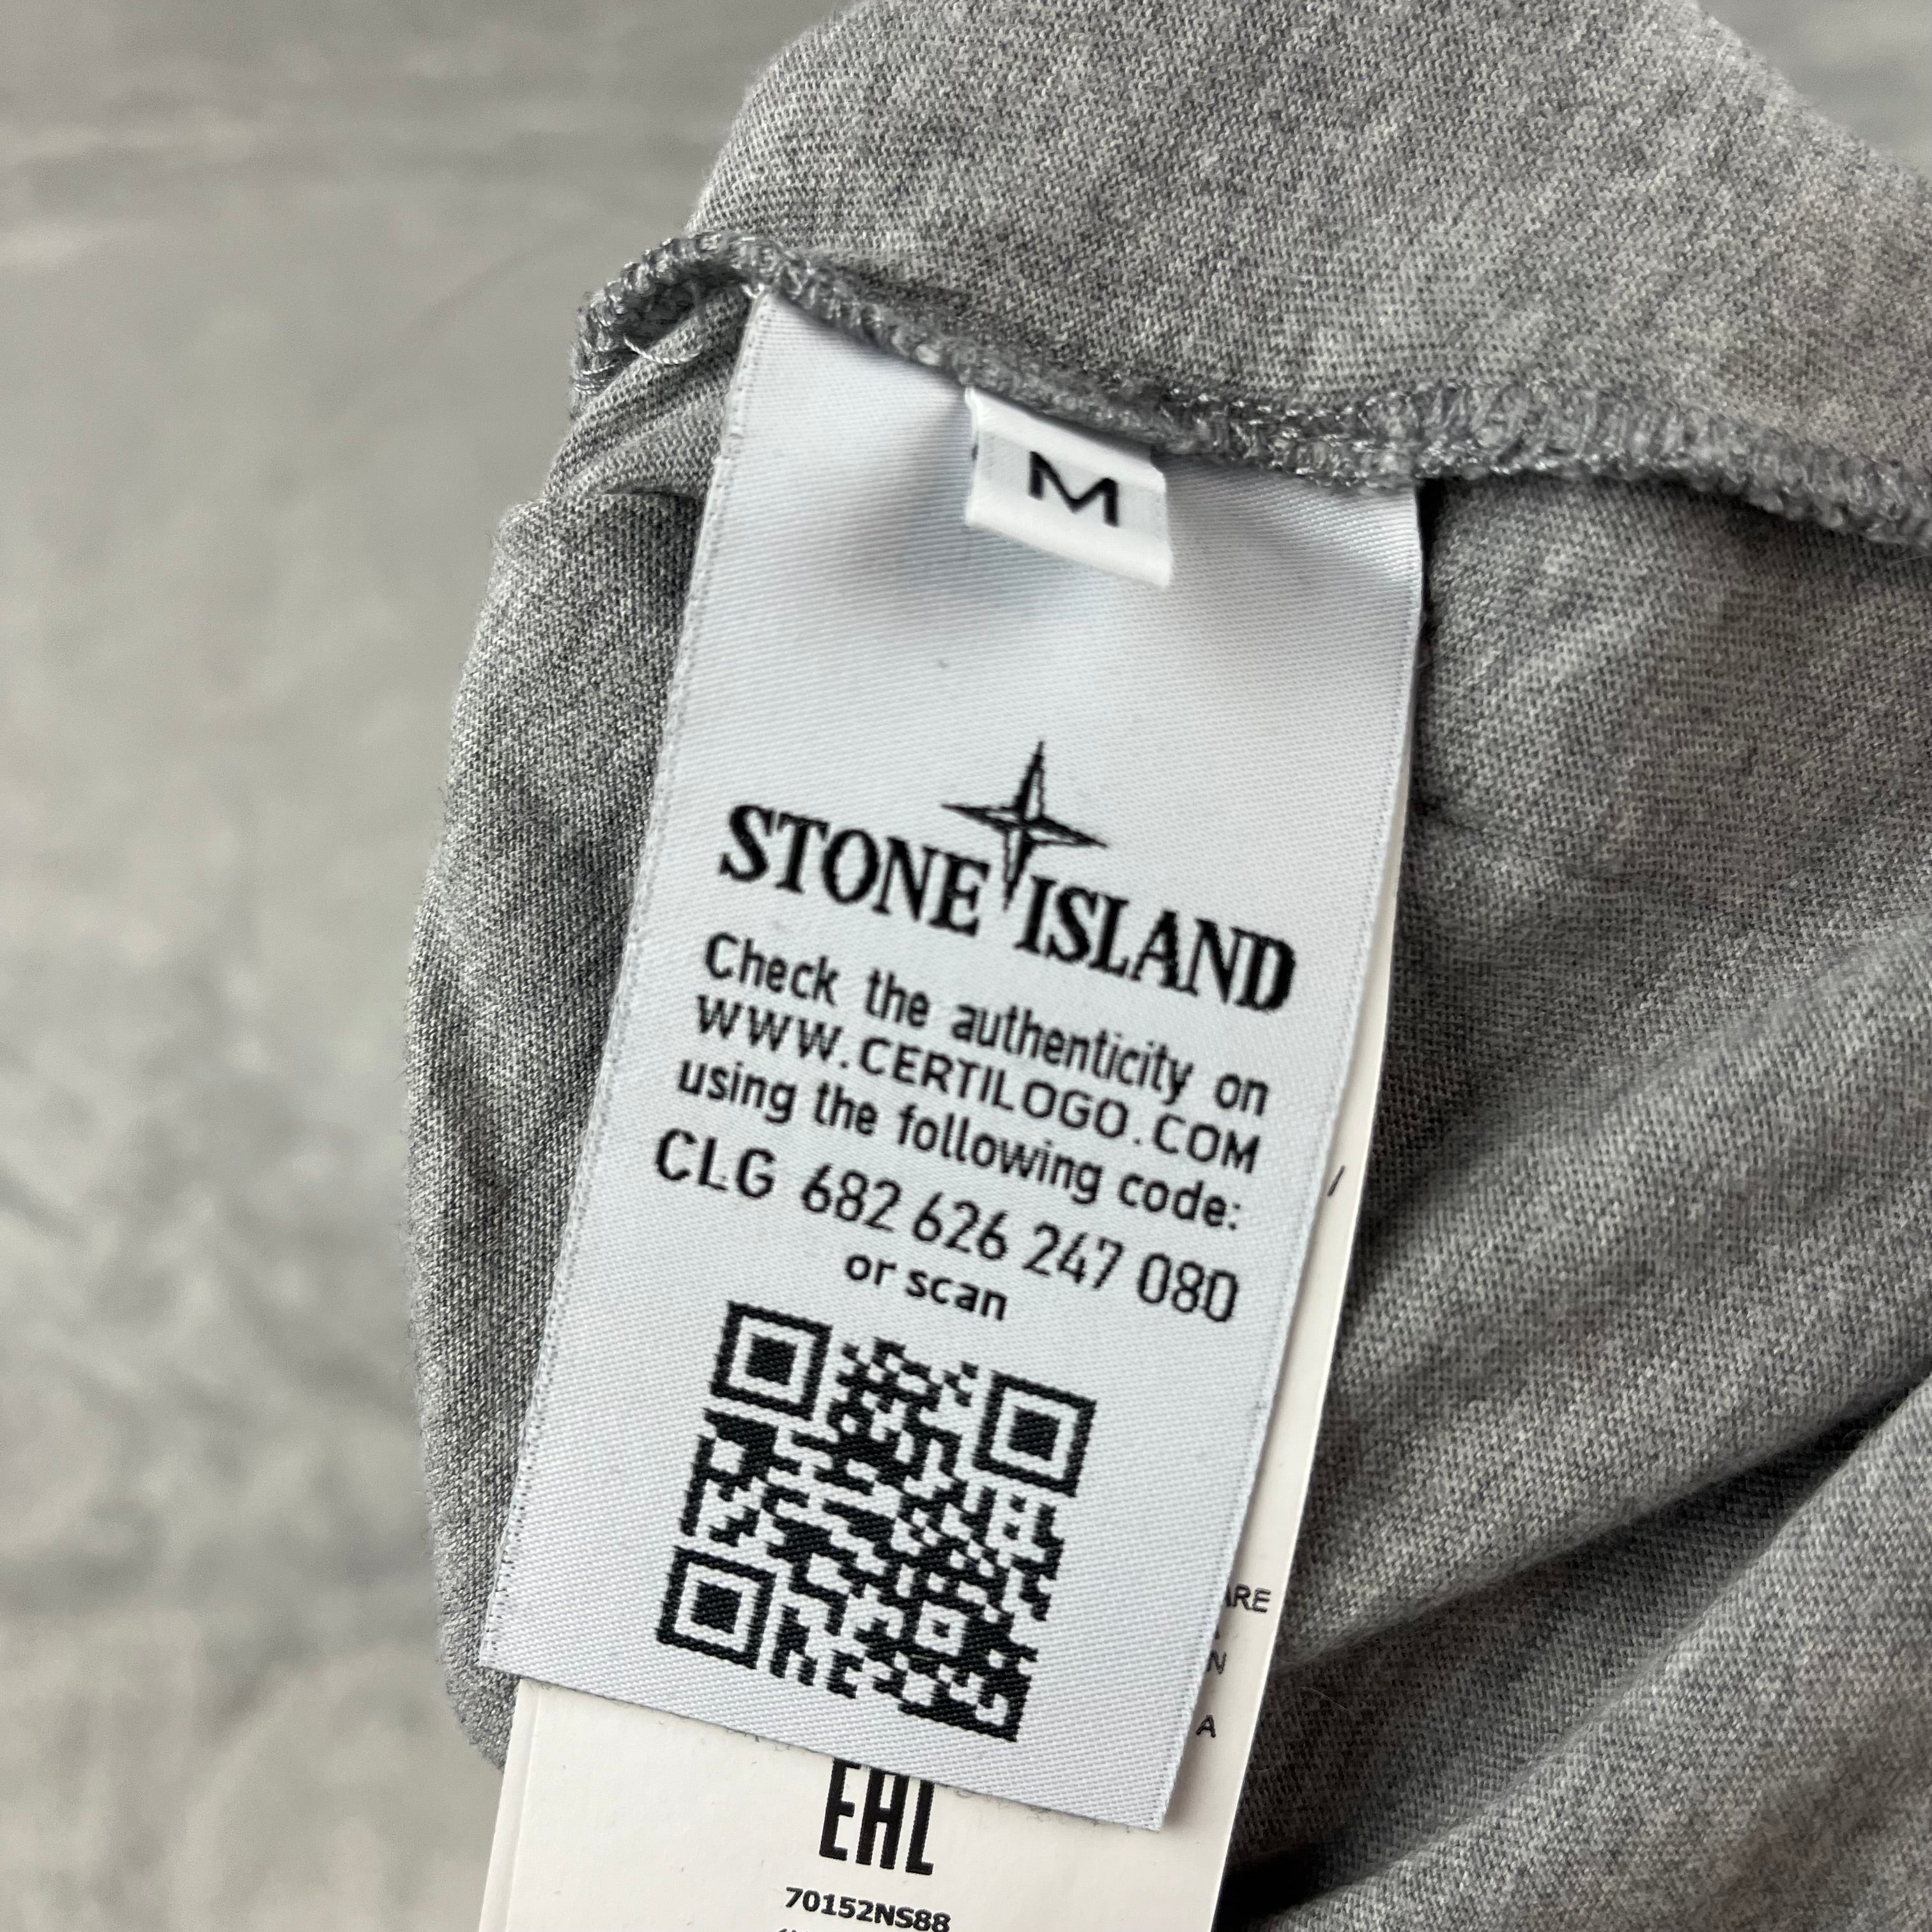 M
STONE ISLAND
Check the authenticity on
WWW.CERTILOGO.COM
using the following code:
CLG 682 626 247 080
or scan
ARE
N
A
EAC
70152NS88